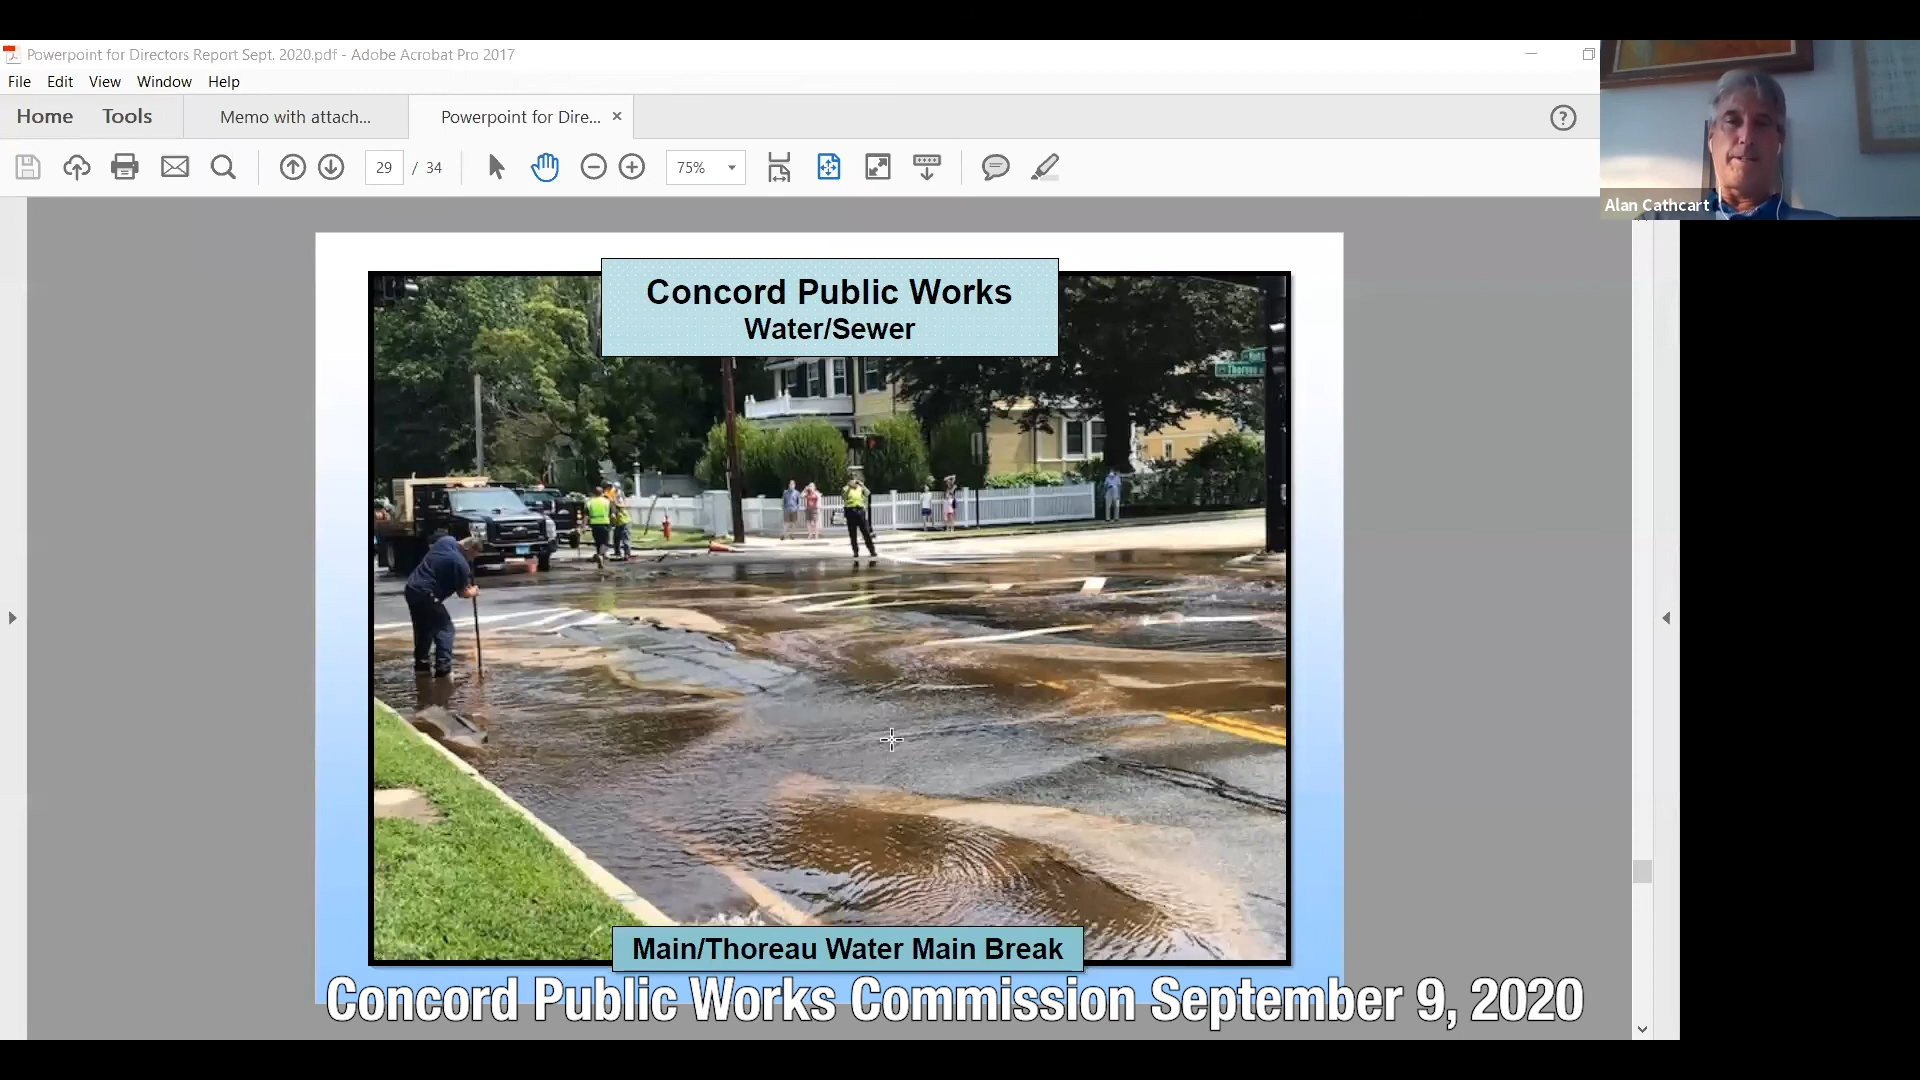 Powerpoint for Directors Report Sept. 2020.pdf - Adobe Acrobat Pro 2017
File Edit View Window Help
Home Tools Memo with attach... Powerpoint for Dire... ×
29 / 34 75%
Alan Cathcart
Concord Public Works
Water/Sewer
Thoreau
Main/Thoreau Water Main Break
Concord Public Works Commission September 9, 2020